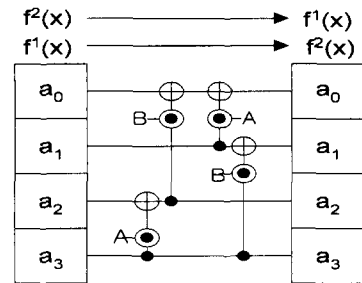 f²(x) f¹(x)
f¹(x) f²(x)
a₀ a₀
B A
a₁ a₁
B
a₂ a₂
A
a₃ a₃